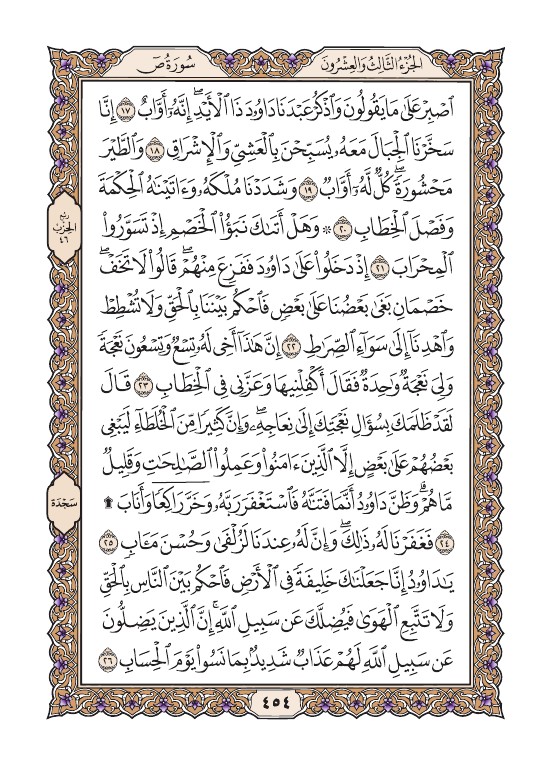 الجزء الثالث والعشرون
سورة ص
ٱصۡبِرۡ عَلَىٰ مَا يَقُولُونَ وَٱذۡكُرۡ عَبۡدَنَا دَاوُۥدَ ذَا ٱلۡأَيۡدِۖ إِنَّهُۥٓ أَوَّابٌ ١٧ إِنَّا
سَخَّرۡنَا ٱلۡجِبَالَ مَعَهُۥ يُسَبِّحۡنَ بِٱلۡعَشِيِّ وَٱلۡإِشۡرَاقِ ١٨ وَٱلطَّيۡرَ
مَحۡشُورَةٗۖ كُلّٞ لَّهُۥٓ أَوَّابٞ ١٩ وَشَدَدۡنَا مُلۡكَهُۥ وَءَاتَيۡنَٰهُ ٱلۡحِكۡمَةَ
وَفَصۡلَ ٱلۡخِطَابِ ٢٠ ۞ وَهَلۡ أَتَىٰكَ نَبَؤُاْ ٱلۡخَصۡمِ إِذۡ تَسَوَّرُواْ
ٱلۡمِحۡرَابَ ٢١ إِذۡ دَخَلُواْ عَلَىٰ دَاوُۥدَ فَفَزِعَ مِنۡهُمۡۖ قَالُواْ لَا تَخَفۡۖ
خَصۡمَانِ بَغَىٰ بَعۡضُنَا عَلَىٰ بَعۡضٖ فَٱحۡكُم بَيۡنَنَا بِٱلۡحَقِّ وَلَا تُشۡطِطۡ
وَٱهۡدِنَآ إِلَىٰ سَوَآءِ ٱلصِّرَٰطِ ٢٢ إِنَّ هَٰذَآ أَخِي لَهُۥ تِسۡعٞ وَتِسۡعُونَ نَعۡجَةٗ
وَلِيَ نَعۡجَةٞ وَٰحِدَةٞ فَقَالَ أَكۡفِلۡنِيهَا وَعَزَّنِي فِي ٱلۡخِطَابِ ٢٣ قَالَ
لَقَدۡ ظَلَمَكَ بِسُؤَالِ نَعۡجَتِكَ إِلَىٰ نِعَاجِهِۦۖ وَإِنَّ كَثِيرٗا مِّنَ ٱلۡخُلَطَآءِ لَيَبۡغِي
بَعۡضُهُمۡ عَلَىٰ بَعۡضٍ إِلَّا ٱلَّذِينَ ءَامَنُواْ وَعَمِلُواْ ٱلصَّٰلِحَٰتِ وَقَلِيلٞ
مَّا هُمۡۗ وَظَنَّ دَاوُۥدُ أَنَّمَا فَتَنَّٰهُ فَٱسۡتَغۡفَرَ رَبَّهُۥ وَخَرَّۤ رَاكِعٗاۤ وَأَنَابَ ۩
٢٤ فَغَفَرۡنَا لَهُۥ ذَٰلِكَۖ وَإِنَّ لَهُۥ عِندَنَا لَزُلۡفَىٰ وَحُسۡنَ مَـَٔابٖ ٢٥
يَٰدَاوُۥدُ إِنَّا جَعَلۡنَٰكَ خَلِيفَةٗ فِي ٱلۡأَرۡضِ فَٱحۡكُم بَيۡنَ ٱلنَّاسِ بِٱلۡحَقِّ
وَلَا تَتَّبِعِ ٱلۡهَوَىٰ فَيُضِلَّكَ عَن سَبِيلِ ٱللَّهِۚ إِنَّ ٱلَّذِينَ يَضِلُّونَ
عَن سَبِيلِ ٱللَّهِ لَهُمۡ عَذَابٞ شَدِيدُۢ بِمَا نَسُواْ يَوۡمَ ٱلۡحِسَابِ ٢٦
ربع
الحزب
٤٦
سجدة
٤٥٤